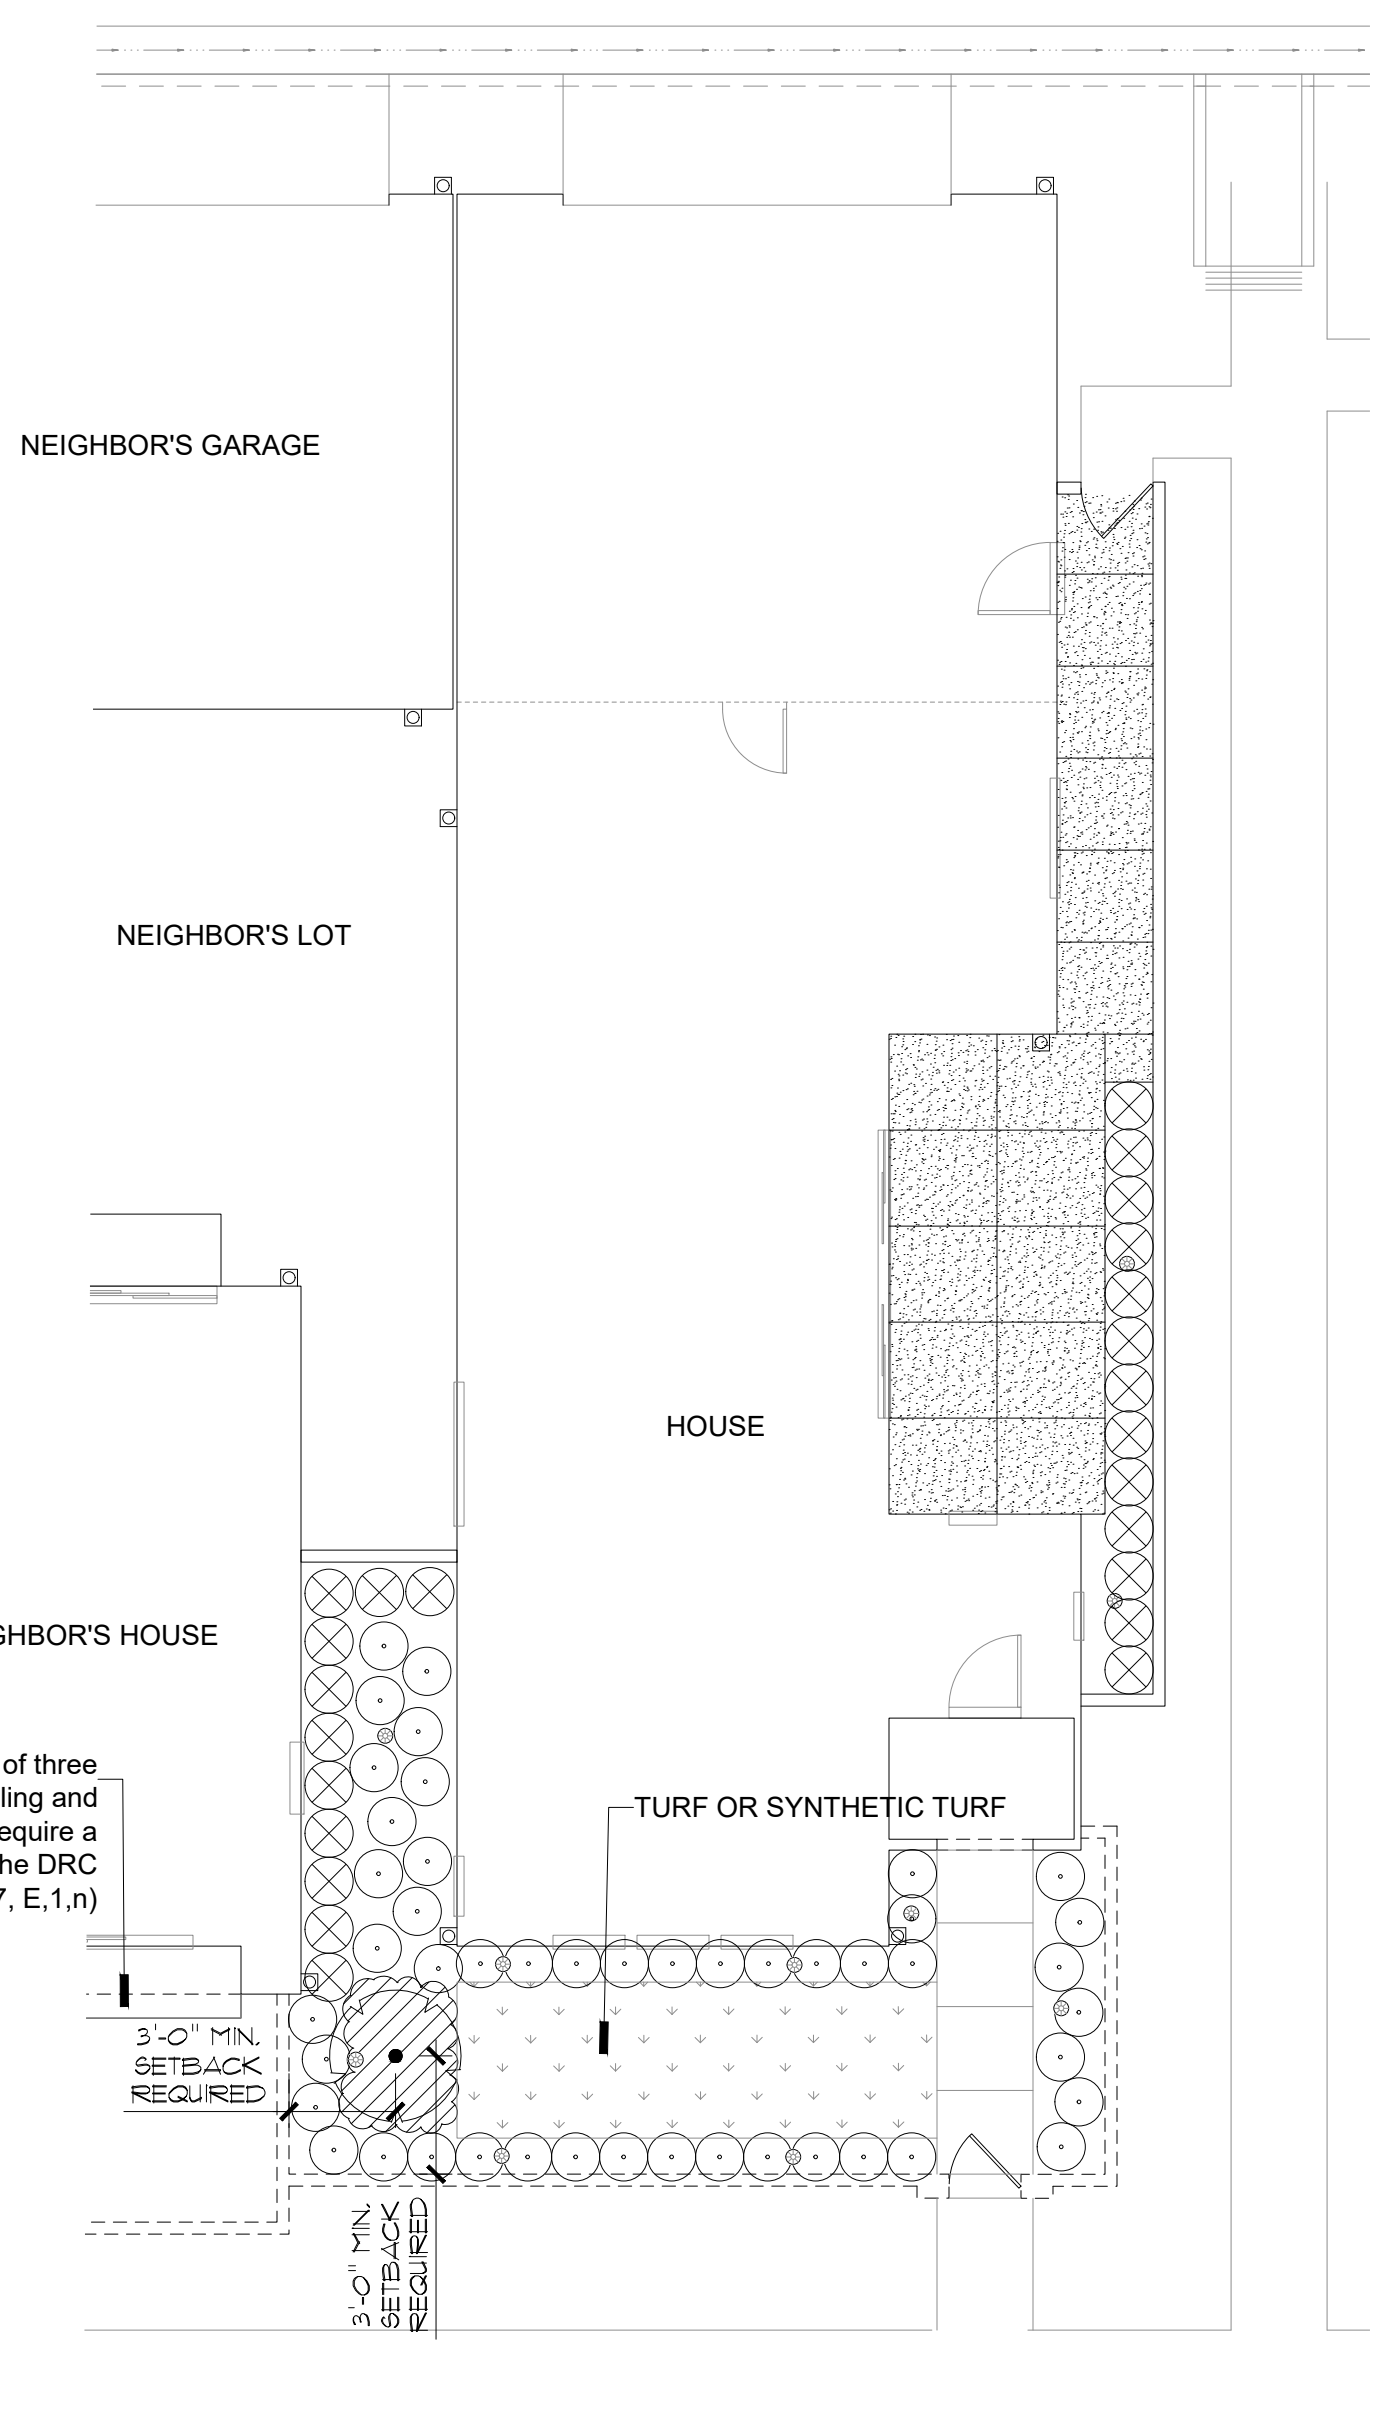 NEIGHBOR'S GARAGE
NEIGHBOR'S LOT
HOUSE
GHBOR'S HOUSE
of three
ling and
equire a
he DRC
7, E,1,n)
TURF OR SYNTHETIC TURF
3'-0" MIN.
SETBACK
REQUIRED
3'-0" MIN.
SETBACK
REQUIRED